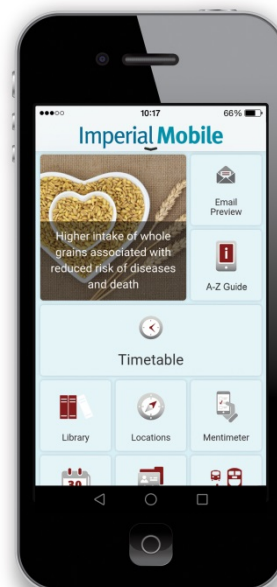 10:17
66%
Imperial Mobile
Higher intake of whole
grains associated with
reduced risk of diseases
and death
Email
Preview
i
A-Z Guide
Timetable
Library
Locations
Mentimeter
30